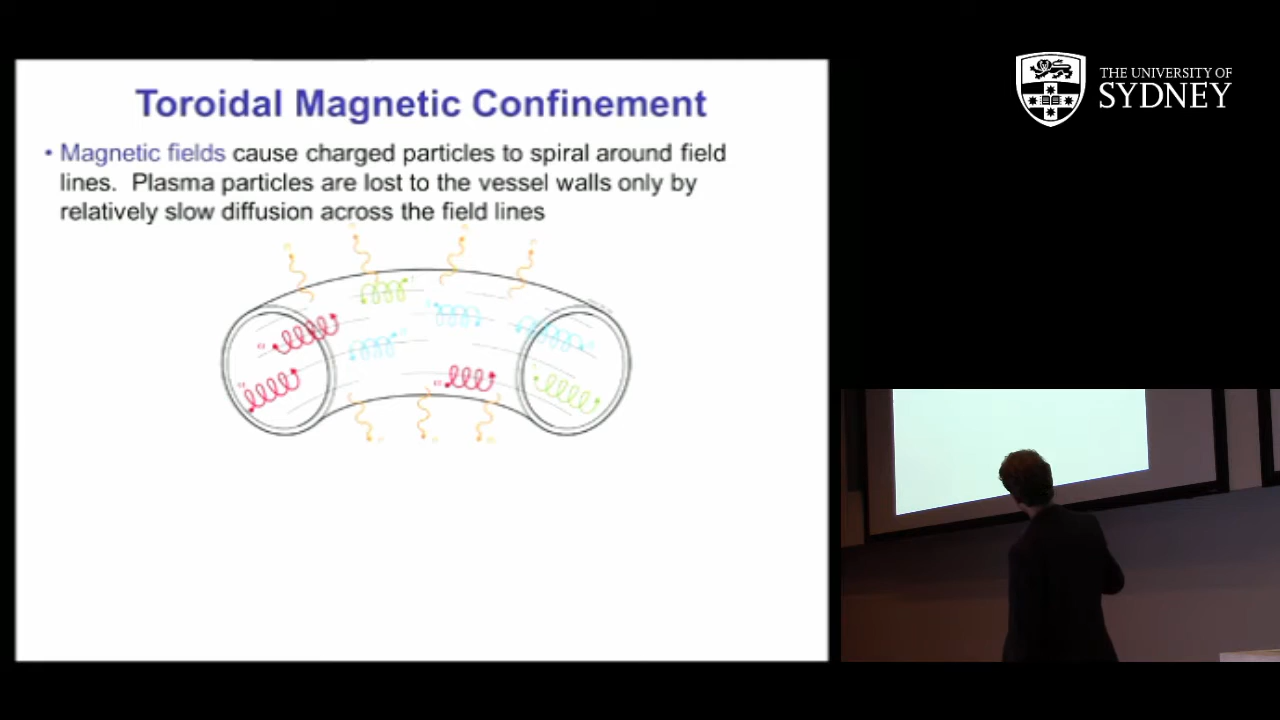 Toroidal Magnetic Confinement
• Magnetic fields cause charged particles to spiral around field
lines. Plasma particles are lost to the vessel walls only by
relatively slow diffusion across the field lines
THE UNIVERSITY OF
SYDNEY